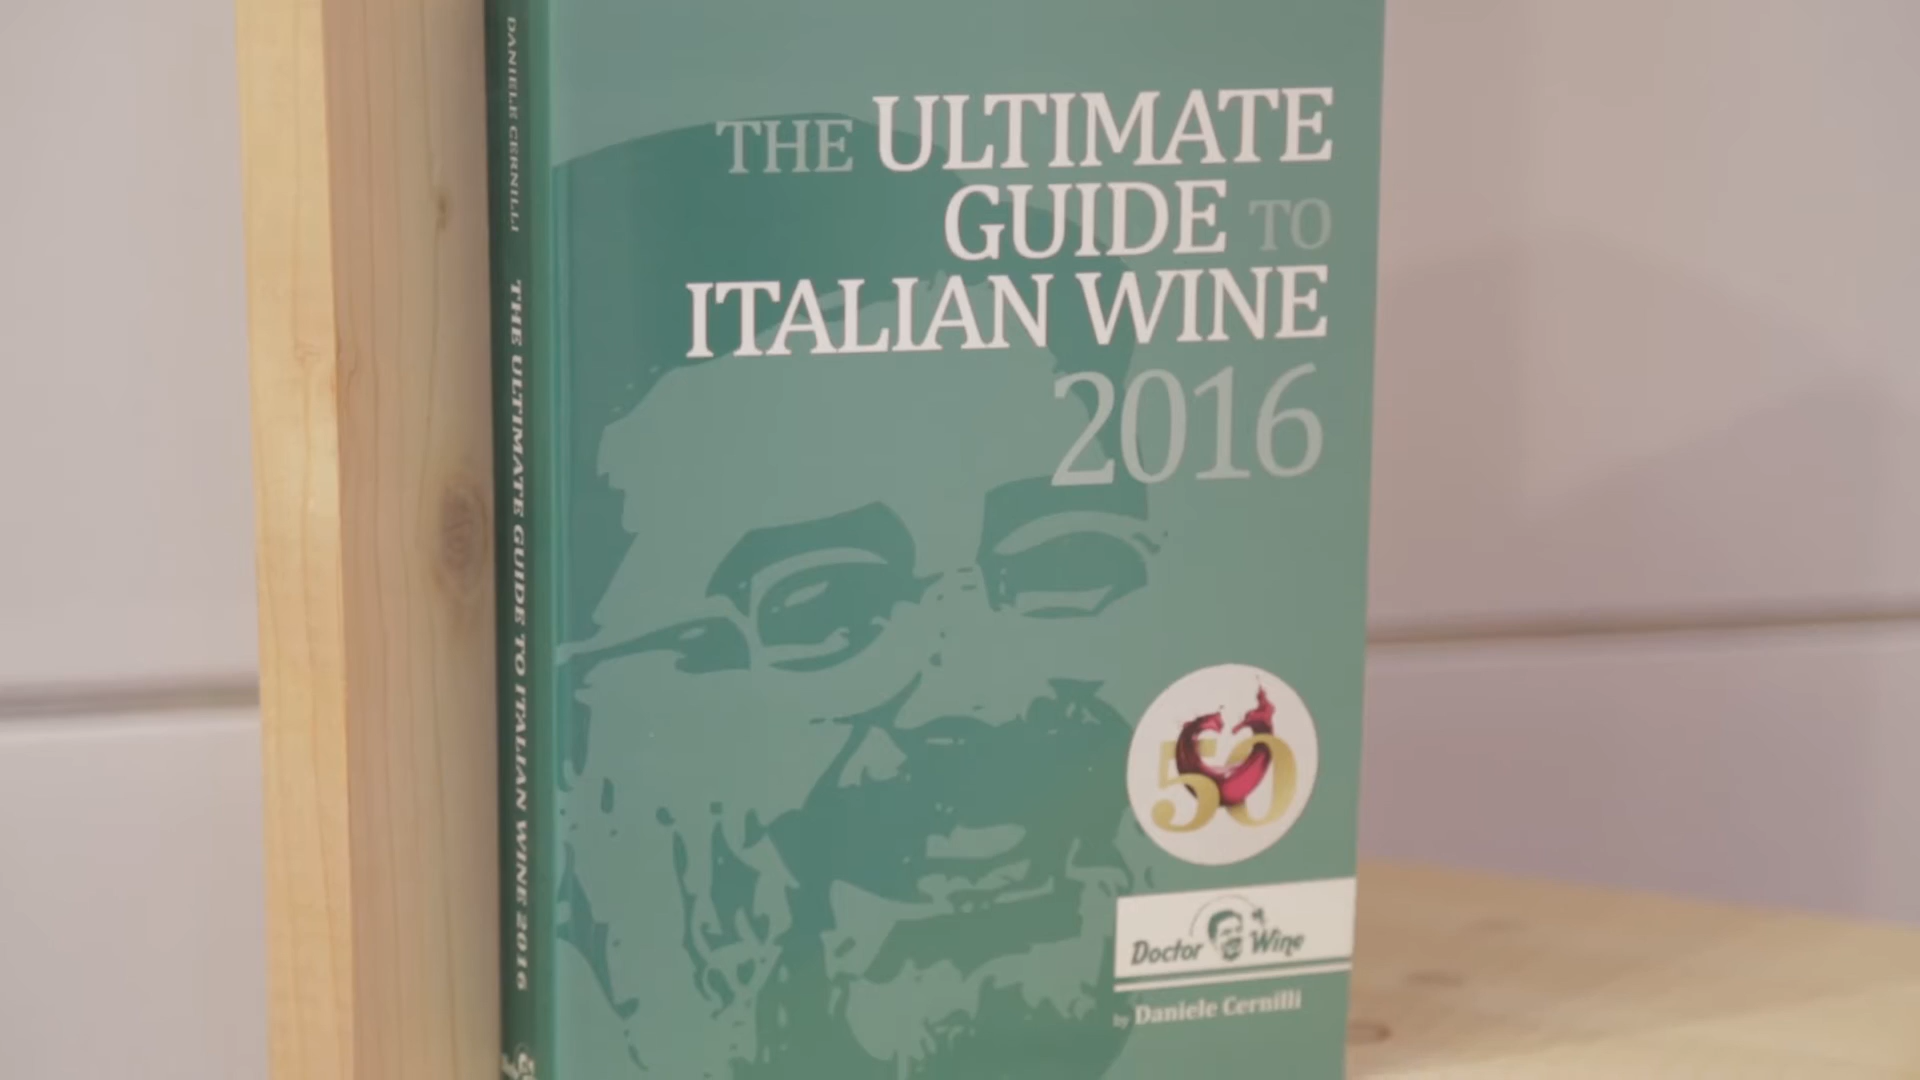 DANIELE CERNILLI THE ULTIMATE GUIDE TO ITALIAN WINE 2016
THE ULTIMATE
GUIDE TO
ITALIAN WINE
2016
50
Doctor Wine
by Daniele Cernilli